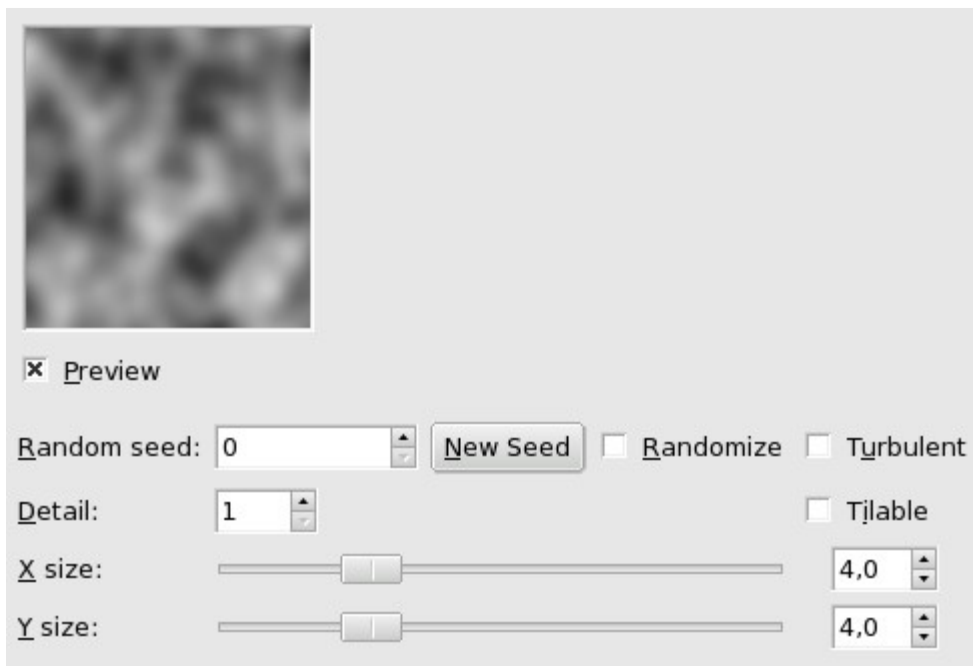 Preview
Random seed: 0 New Seed Randomize Turbulent
Detail: 1 Tilable
X size: 4,0
Y size: 4,0